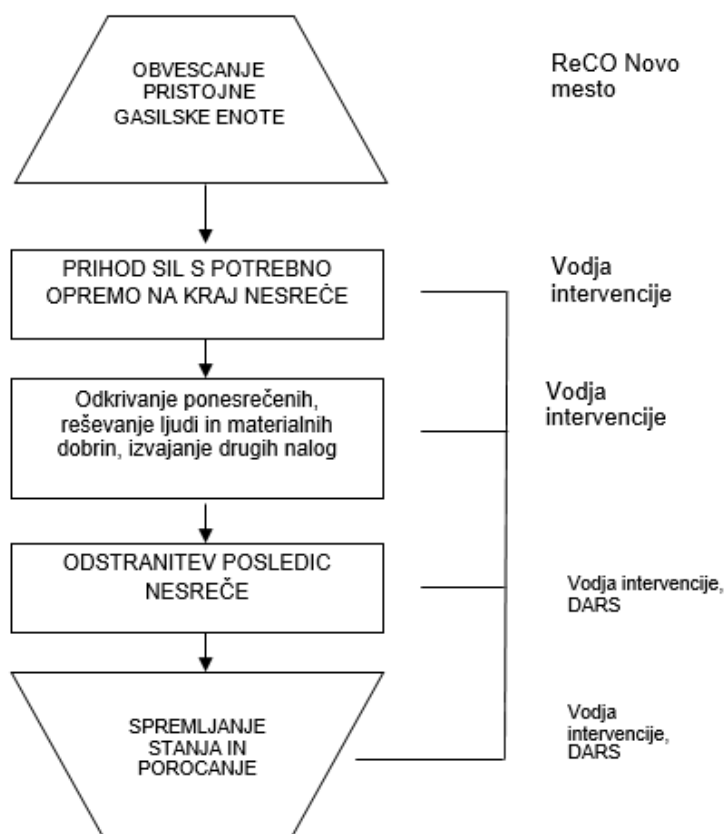 OBVESCANJE
PRISTOJNE
GASILSKE ENOTE
ReCO Novo
mesto
PRIHOD SIL S POTREBNO
OPREMO NA KRAJ NESREČE
Vodja
intervencije
Odkrivanje ponesrečenih,
reševanje ljudi in materialnih
dobrin, izvajanje drugih nalog
Vodja
intervencije
ODSTRANITEV POSLEDIC
NESREČE
Vodja intervencije,
DARS
SPREMLJANJE
STANJA IN
POROCANJE
Vodja
intervencije,
DARS